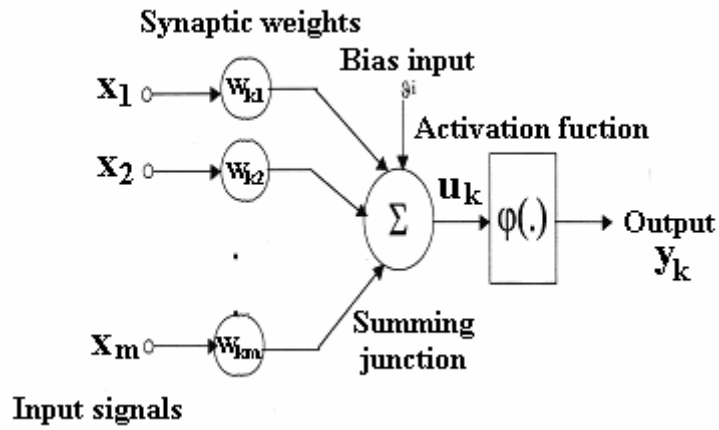 Synaptic weights
Bias input
ϑi
x1
wk1
Activation fuction
x2
wk2
uk
Σ
φ(.)
Output
yk
xm
wkm
Summing
junction
Input signals